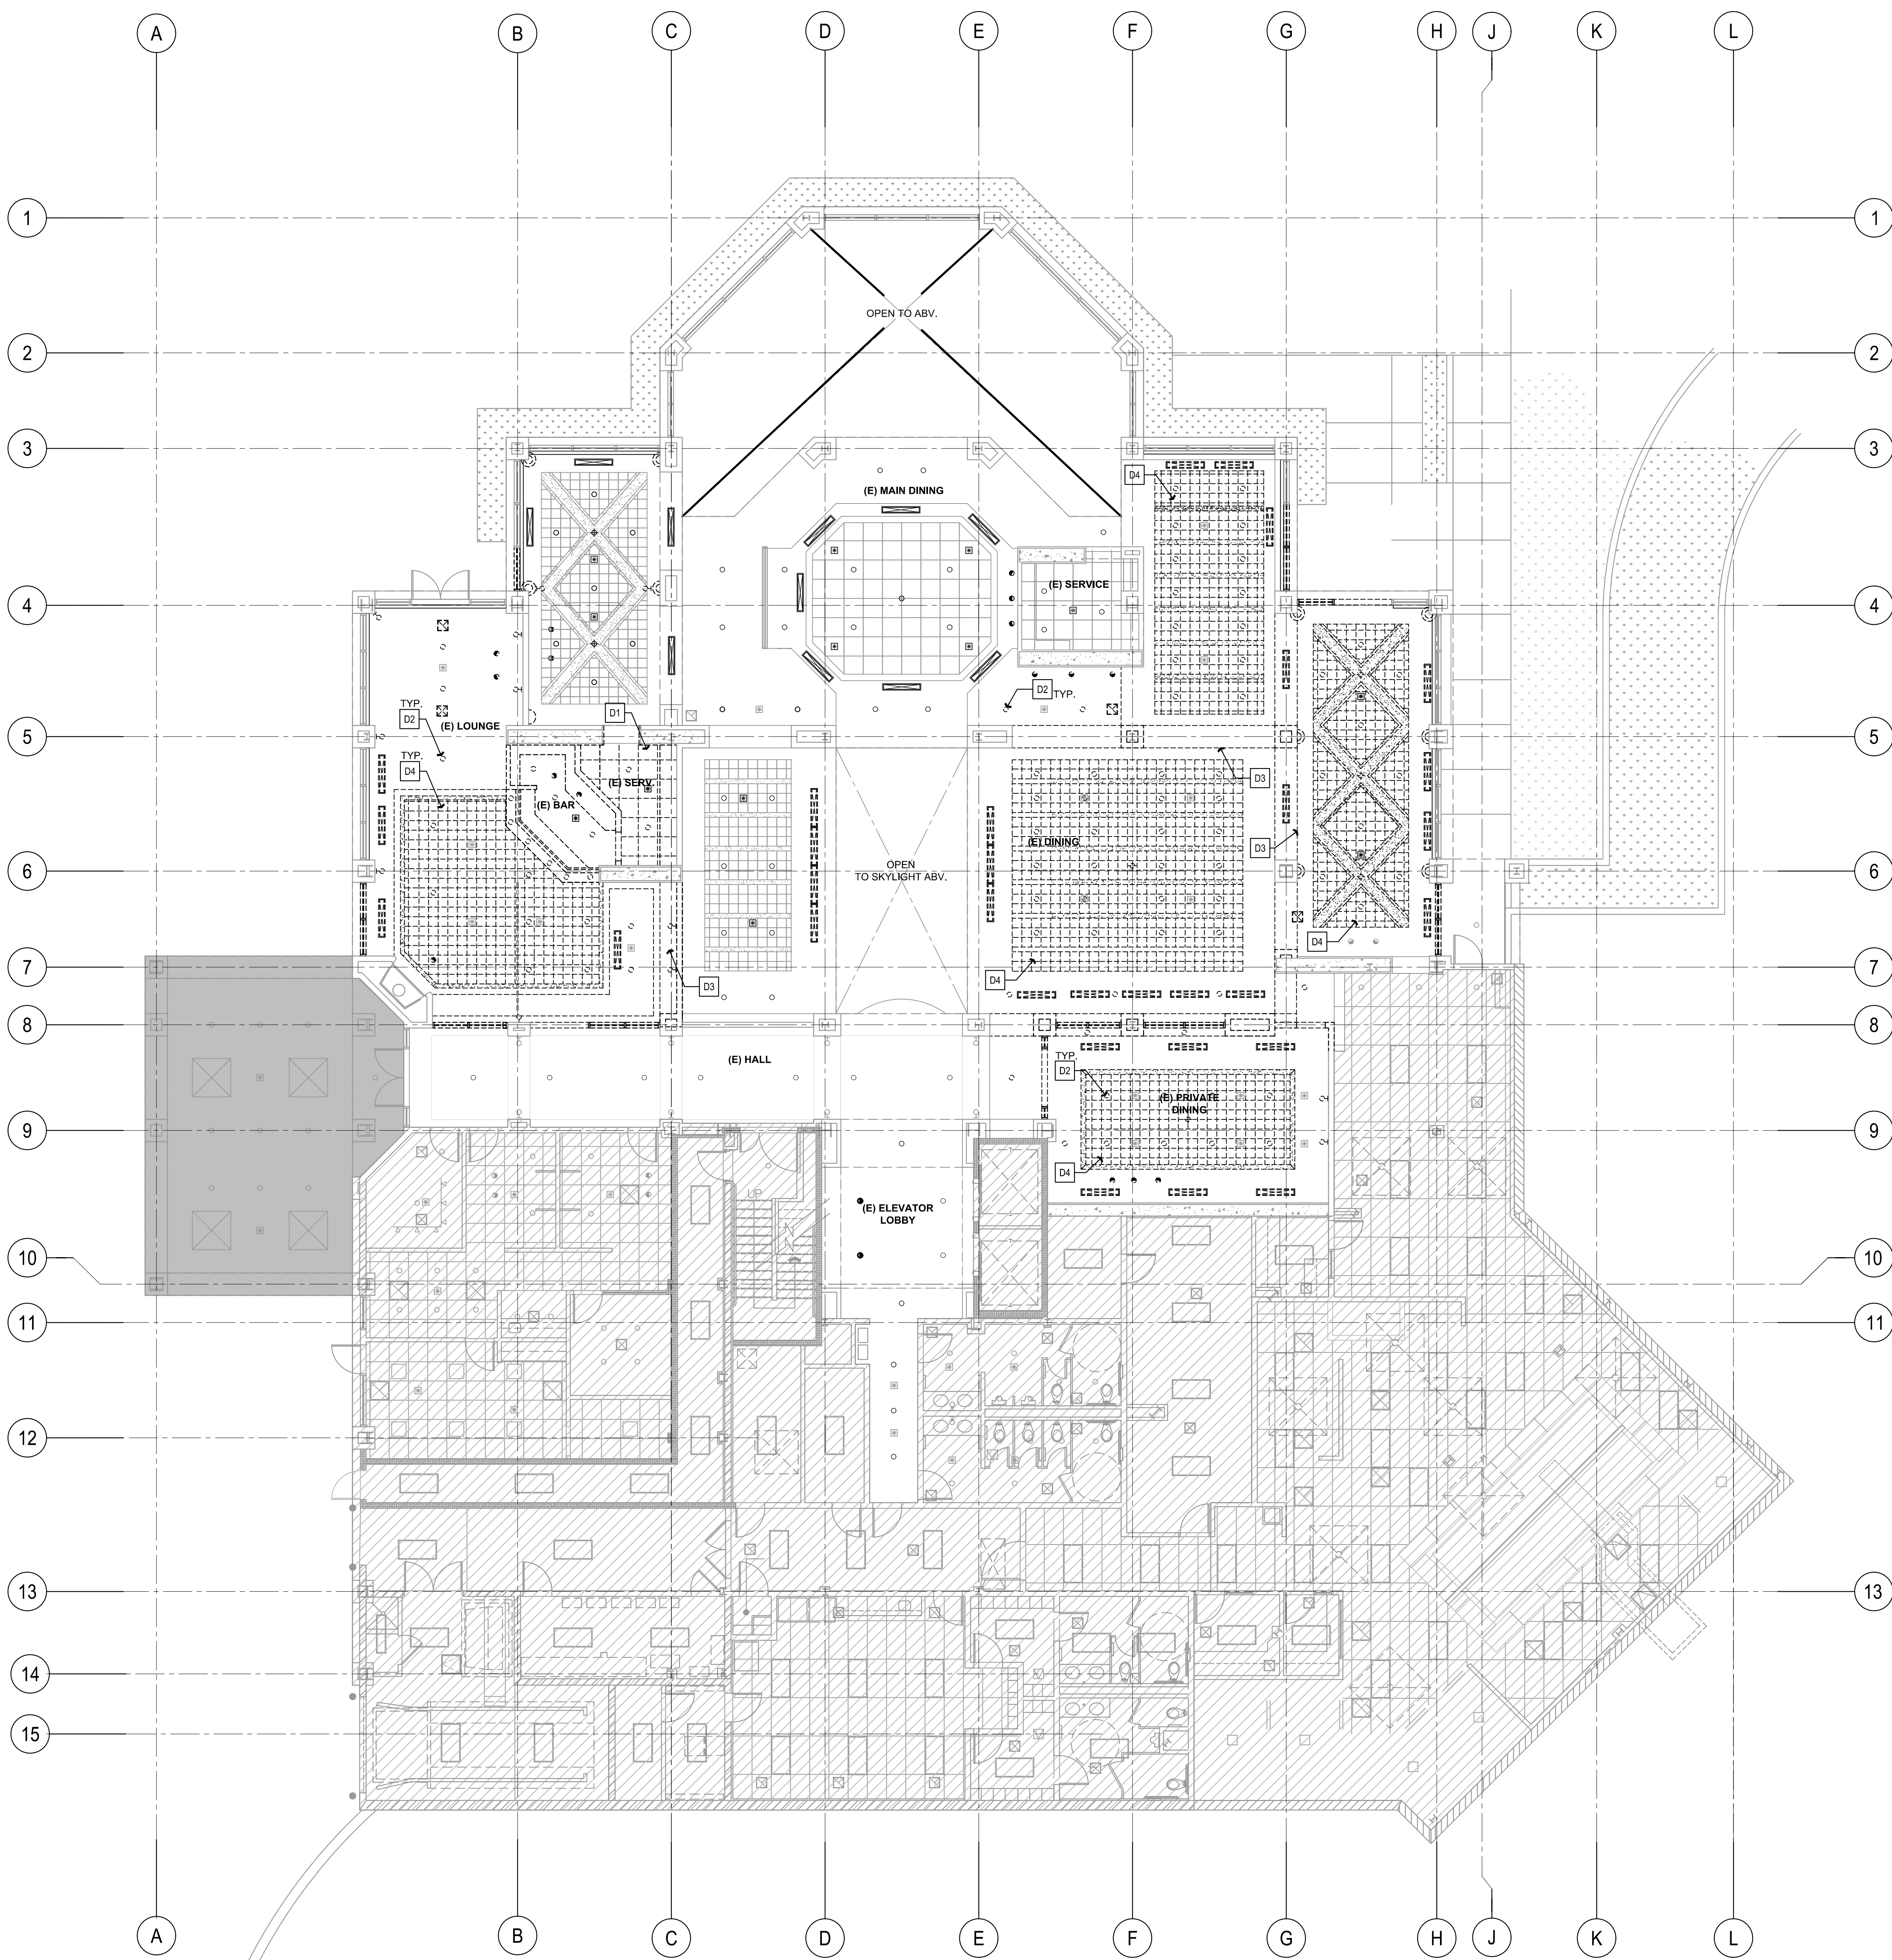 A
B
C
D
E
F
G
H
J
K
L
1
1
2
2
3
3
4
4
5
5
6
6
7
7
8
8
9
9
10
10
11
11
12
12
13
13
14
15
OPEN TO ABV.
(E) MAIN DINING
D4
(E) SERVICE
D2
TYP.
TYP.
D2
(E) LOUNGE
D1
TYP.
D4
(E) SERV.
(E) BAR
D3
(E) DINING
D3
OPEN
TO SKYLIGHT ABV.
D4
D4
D3
(E) HALL
TYP.
D2
(E) PRIVATE
DINING
D4
UP
(E) ELEVATOR
LOBBY
A
B
C
D
E
F
G
H
J
K
L